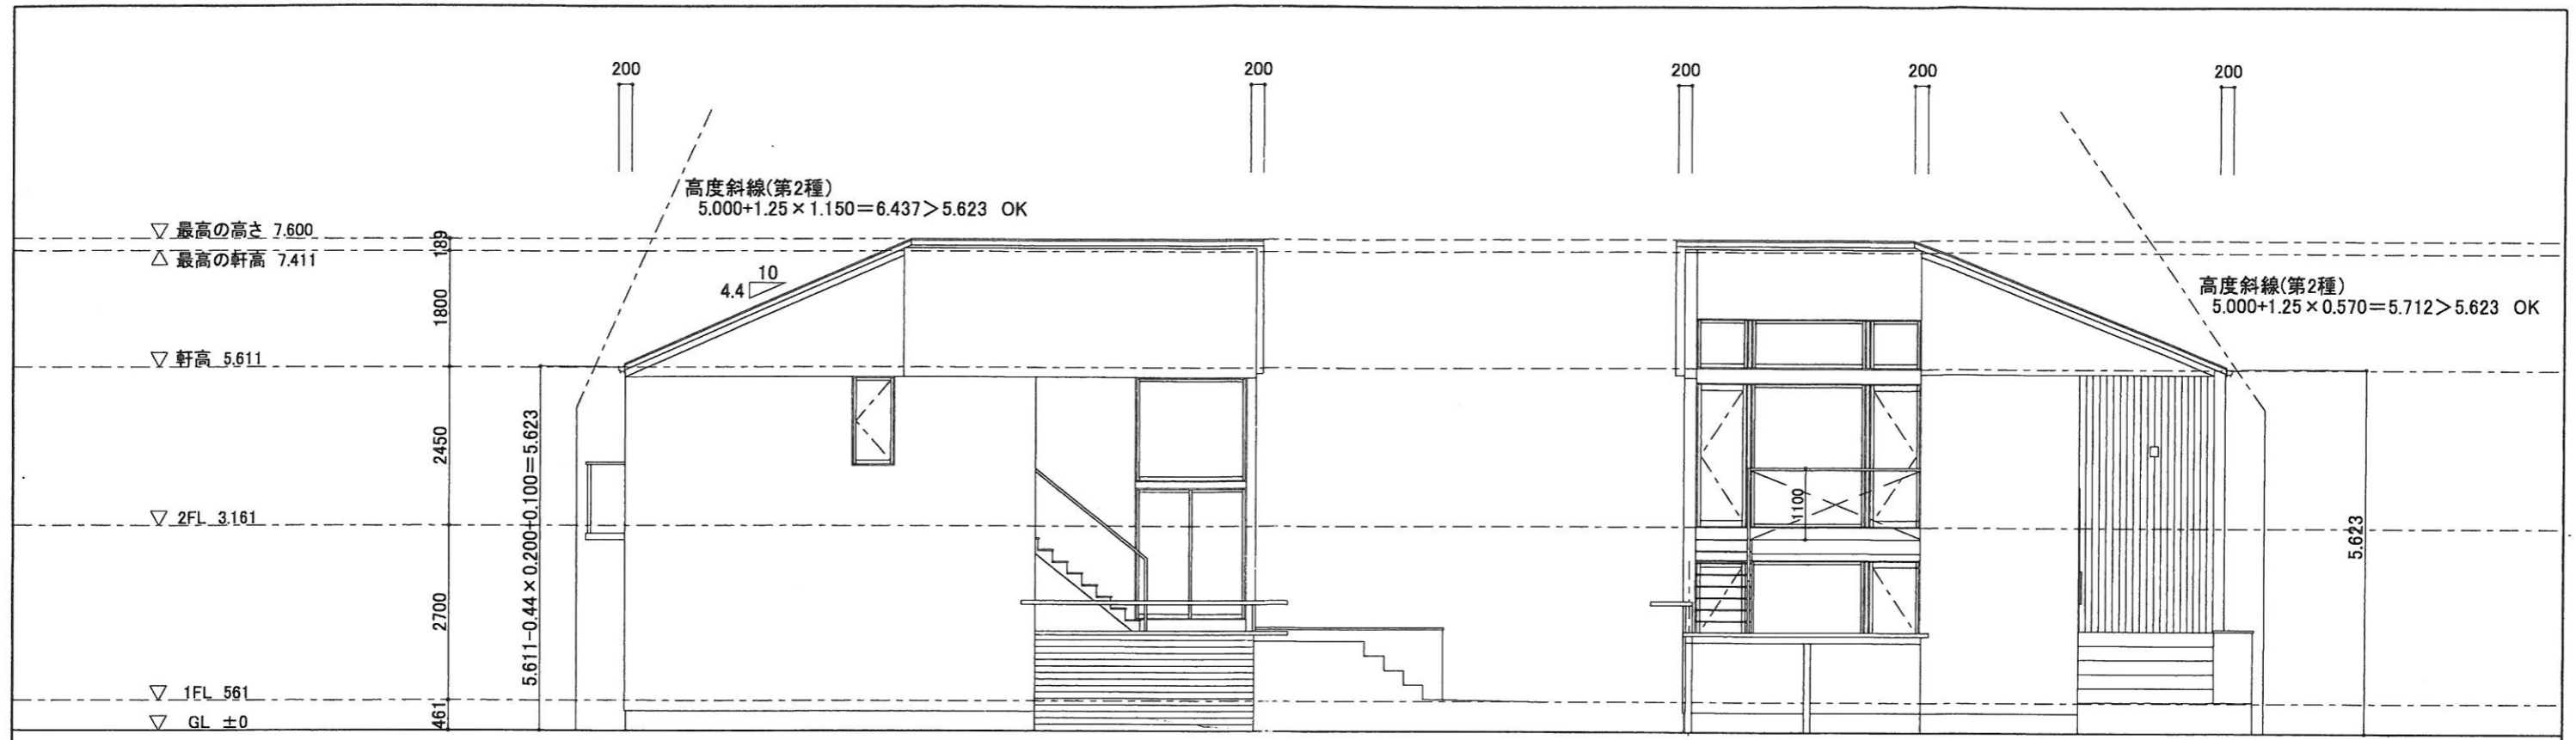 200
200
200
200
200
高度斜線(第2種)
5.000+1.25×1.150=6.437>5.623 OK
▽ 最高の高さ 7.600
△ 最高の軒高 7.411
189
10
4.4
高度斜線(第2種)
5.000+1.25×0.570=5.712>5.623 OK
1800
▽ 軒高 5.611
2450
5.611-0.44×0.200+0.100=5.623
1100
▽ 2FL 3.161
5.623
2700
▽ 1FL 561
461
▽ GL ±0